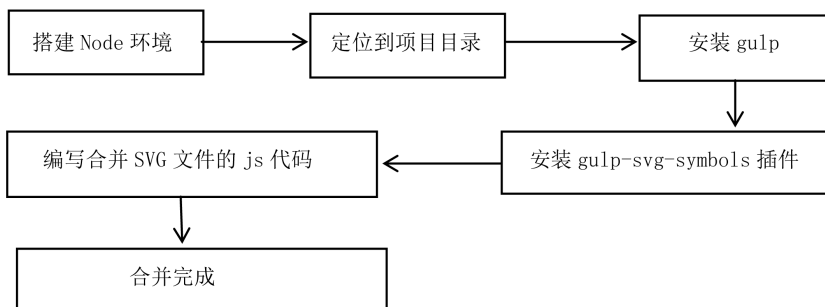 搭建 Node 环境
定位到项目目录
安装 gulp
安装 gulp-svg-symbols 插件
编写合并 SVG 文件的 js 代码
合并完成